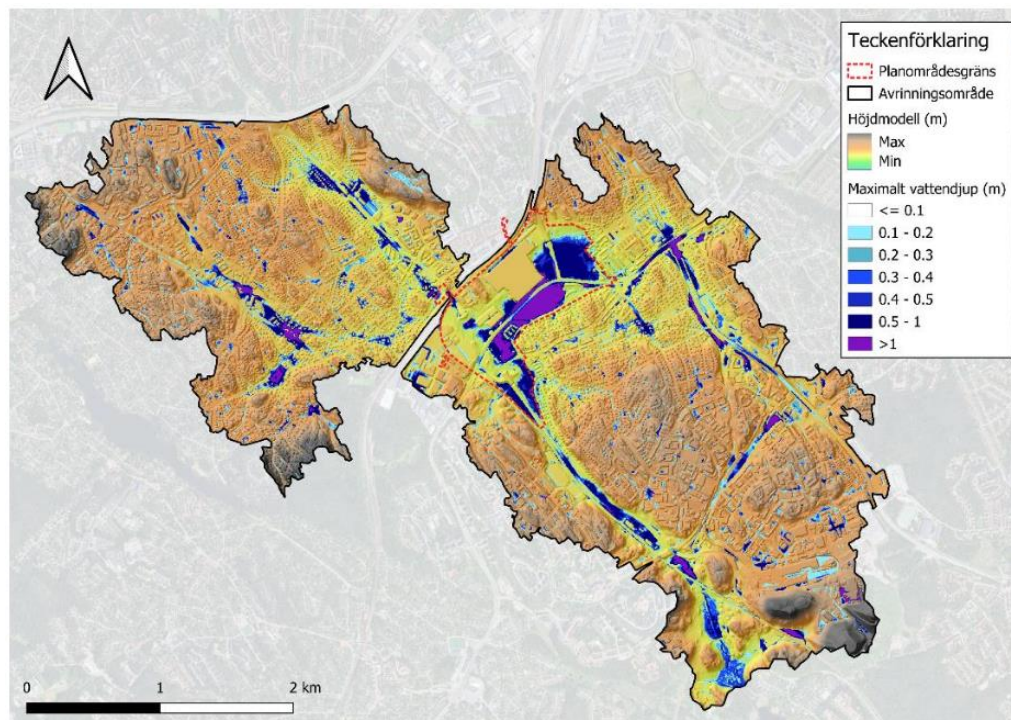 Teckenförklaring
Planområdesgräns
Avrinningsområde
Höjdmodell (m)
Max
Min
Maximalt vattendjup (m)
<= 0.1
0.1 - 0.2
0.2 - 0.3
0.3 - 0.4
0.4 - 0.5
0.5 - 1
>1
0 1 2 km